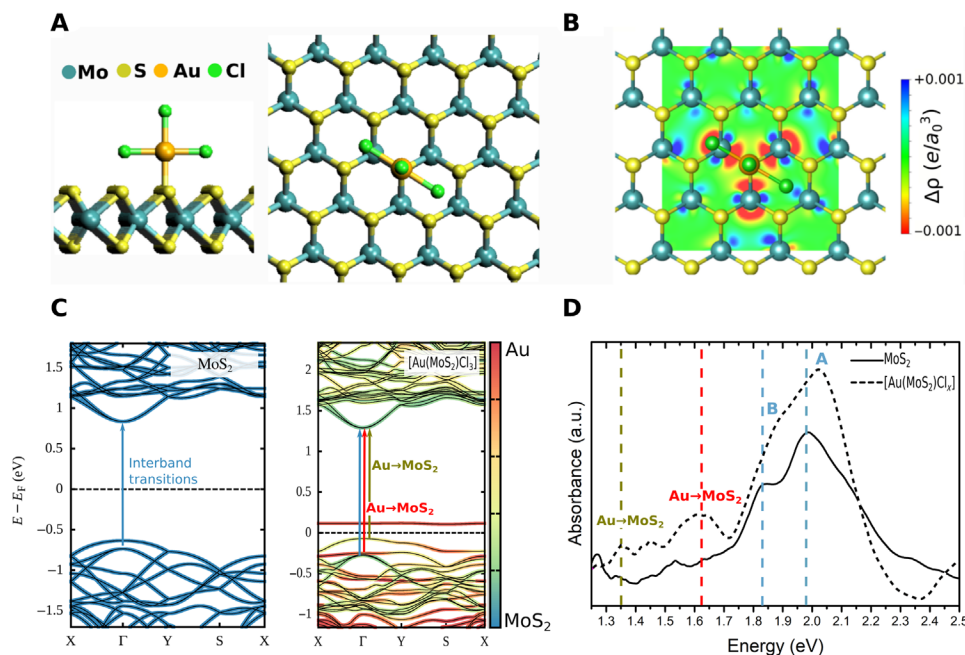 A
B
Mo S Au Cl
+0.001
Δρ (e/a₀³)
−0.001
C
D
E − E_F (eV)
1.5
1.0
0.5
0
−0.5
−1.0
−1.5
MoS₂
Interband
transitions
X Γ Y S X
2
1.5
1
0.5
0
−0.5
−1
[Au(MoS₂)Cl₃]
Au→MoS₂
Au→MoS₂
X Γ Y S X
Au
MoS₂
Absorbance (a.u.)
MoS₂
[Au(MoS₂)Clₓ]
A
B
Au→MoS₂
Au→MoS₂
1.3 1.4 1.5 1.6 1.7 1.8 1.9 2.0 2.1 2.2 2.3 2.4 2.5
Energy (eV)